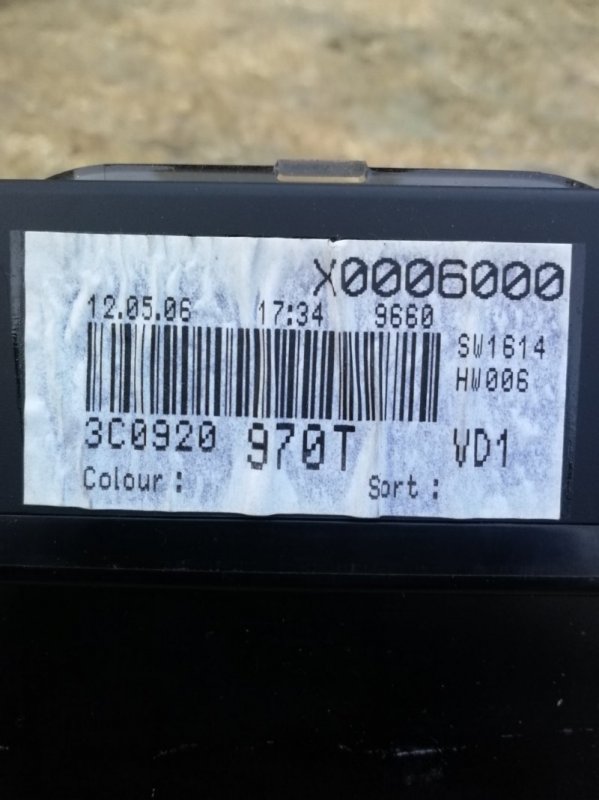 X0006000
12.05.06 17:34 9660
SW1614
HW006
3C0920 970T VD1
Colour : Sort :